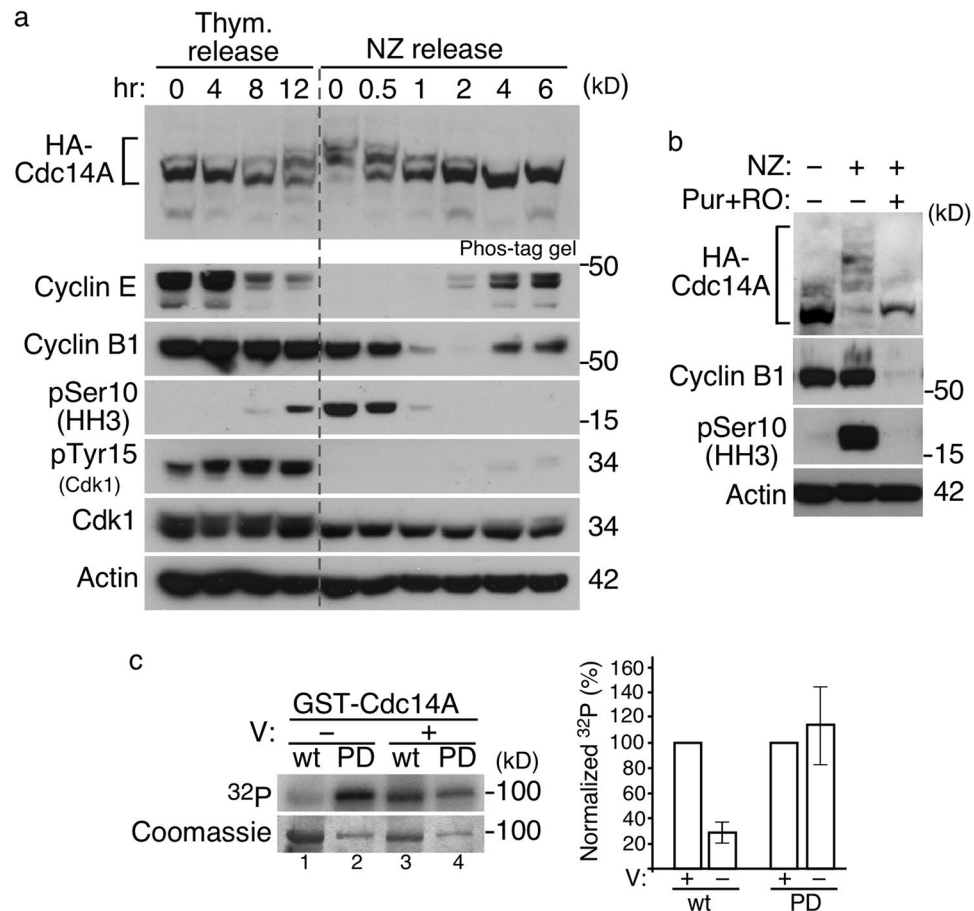 a
Thym. release
NZ release
hr: 0 4 8 12 0 0.5 1 2 4 6 (kD)
HA-
Cdc14A
Phos-tag gel
Cyclin E
-50
Cyclin B1
-50
pSer10
(HH3)
-15
pTyr15
(Cdk1)
34
Cdk1
34
Actin
42
b
NZ: – + +
Pur+RO: – – +
(kD)
HA-
Cdc14A
Cyclin B1
-50
pSer10
(HH3)
-15
Actin
42
c
GST-Cdc14A
V: – +
wt PD wt PD (kD)
32P
-100
Coomassie
-100
1 2 3 4
Normalized 32P (%)
160
140
120
100
80
60
40
20
V: + – + –
wt PD